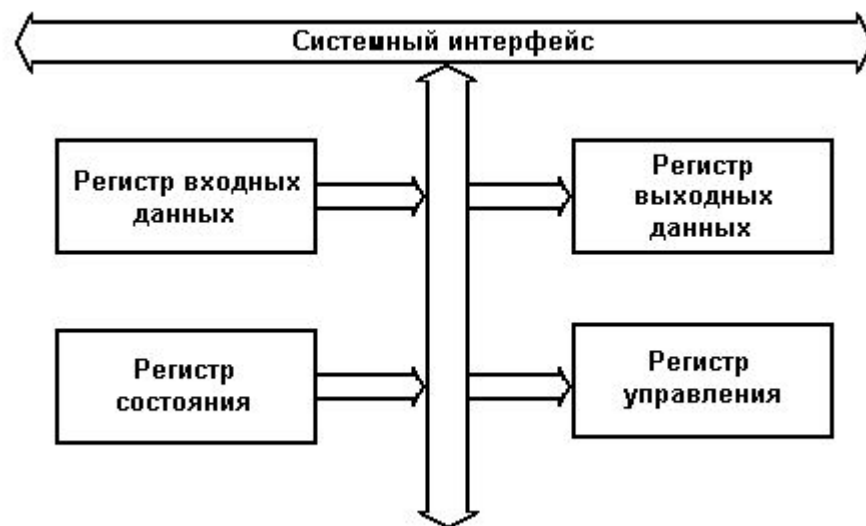 Системный интерфейс
Регистр входных
данных
Регистр
выходных
данных
Регистр
состояния
Регистр
управления